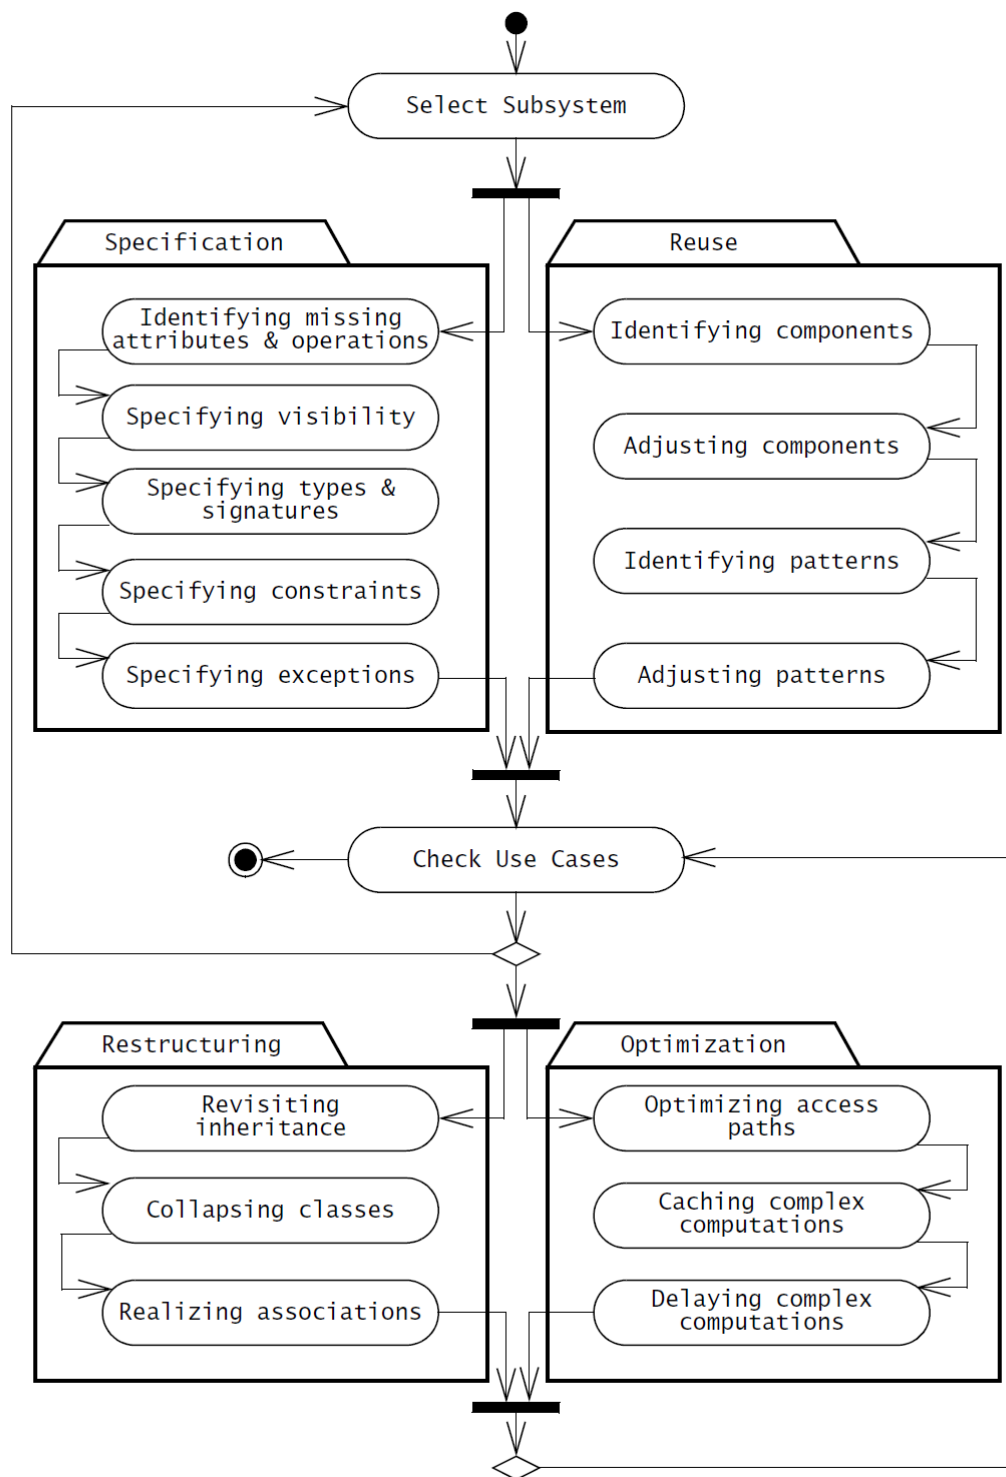 Select Subsystem
Specification
Identifying missing
attributes & operations
Specifying visibility
Specifying types &
signatures
Specifying constraints
Specifying exceptions
Reuse
Identifying components
Adjusting components
Identifying patterns
Adjusting patterns
Check Use Cases
Restructuring
Revisiting
inheritance
Collapsing classes
Realizing associations
Optimization
Optimizing access
paths
Caching complex
computations
Delaying complex
computations